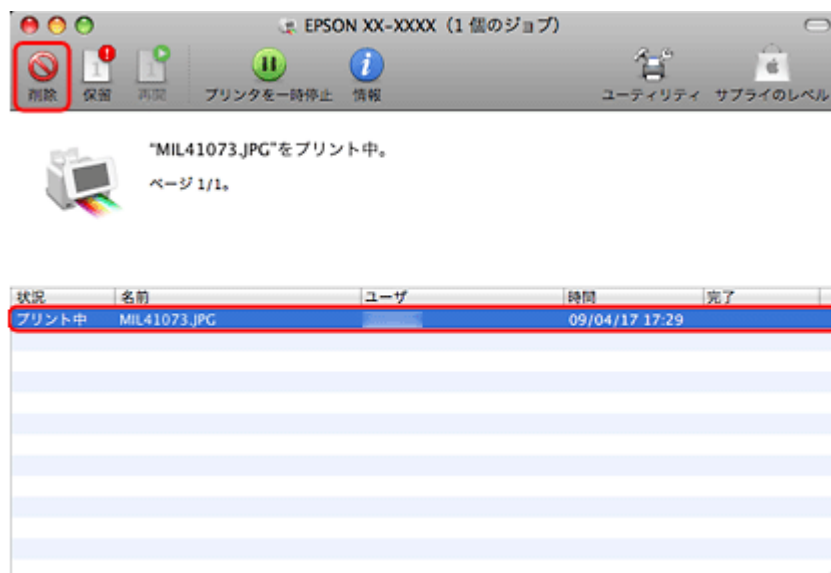 EPSON XX-XXXX（1 個のジョブ）
削除 保留 再開 プリンタを一時停止 情報 ユーティリティ サプライのレベル
"MIL41073.JPG"をプリント中。
ページ 1/1。
状況 名前 ユーザ 時間 完了
プリント中 MIL41073.JPG 09/04/17 17:29